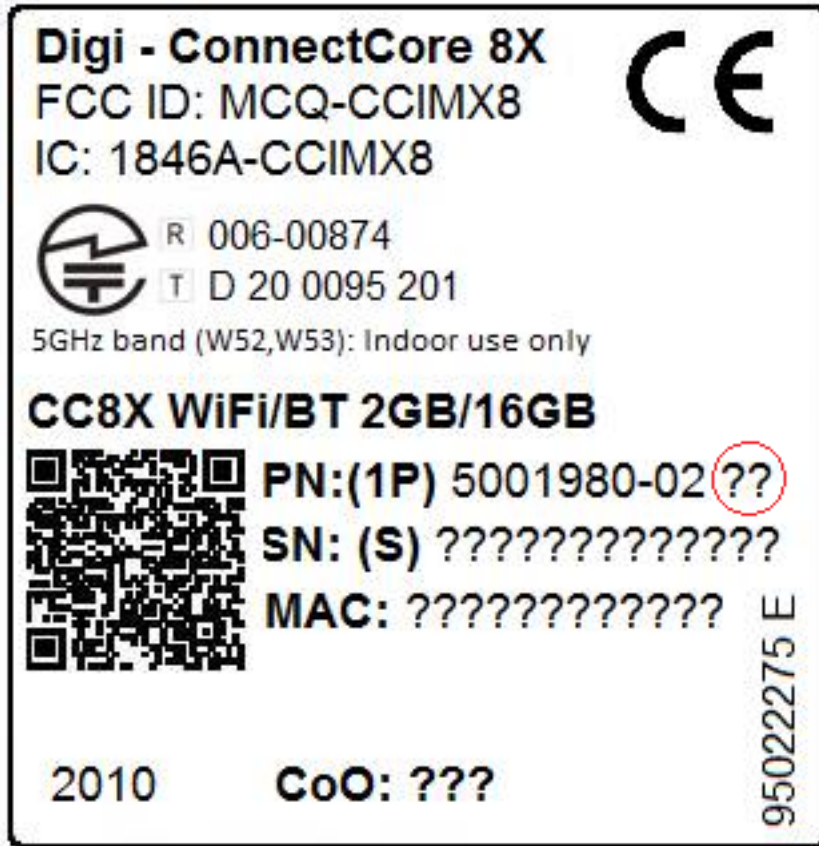 Digi - ConnectCore 8X
FCC ID: MCQ-CCIMX8
IC: 1846A-CCIMX8
CE
R 006-00874
T D 20 0095 201
5GHz band (W52,W53): Indoor use only
CC8X WiFi/BT 2GB/16GB
PN:(1P) 5001980-02 ??
SN: (S) ?????????????
MAC: ????????????
95022275 E
2010 CoO: ???